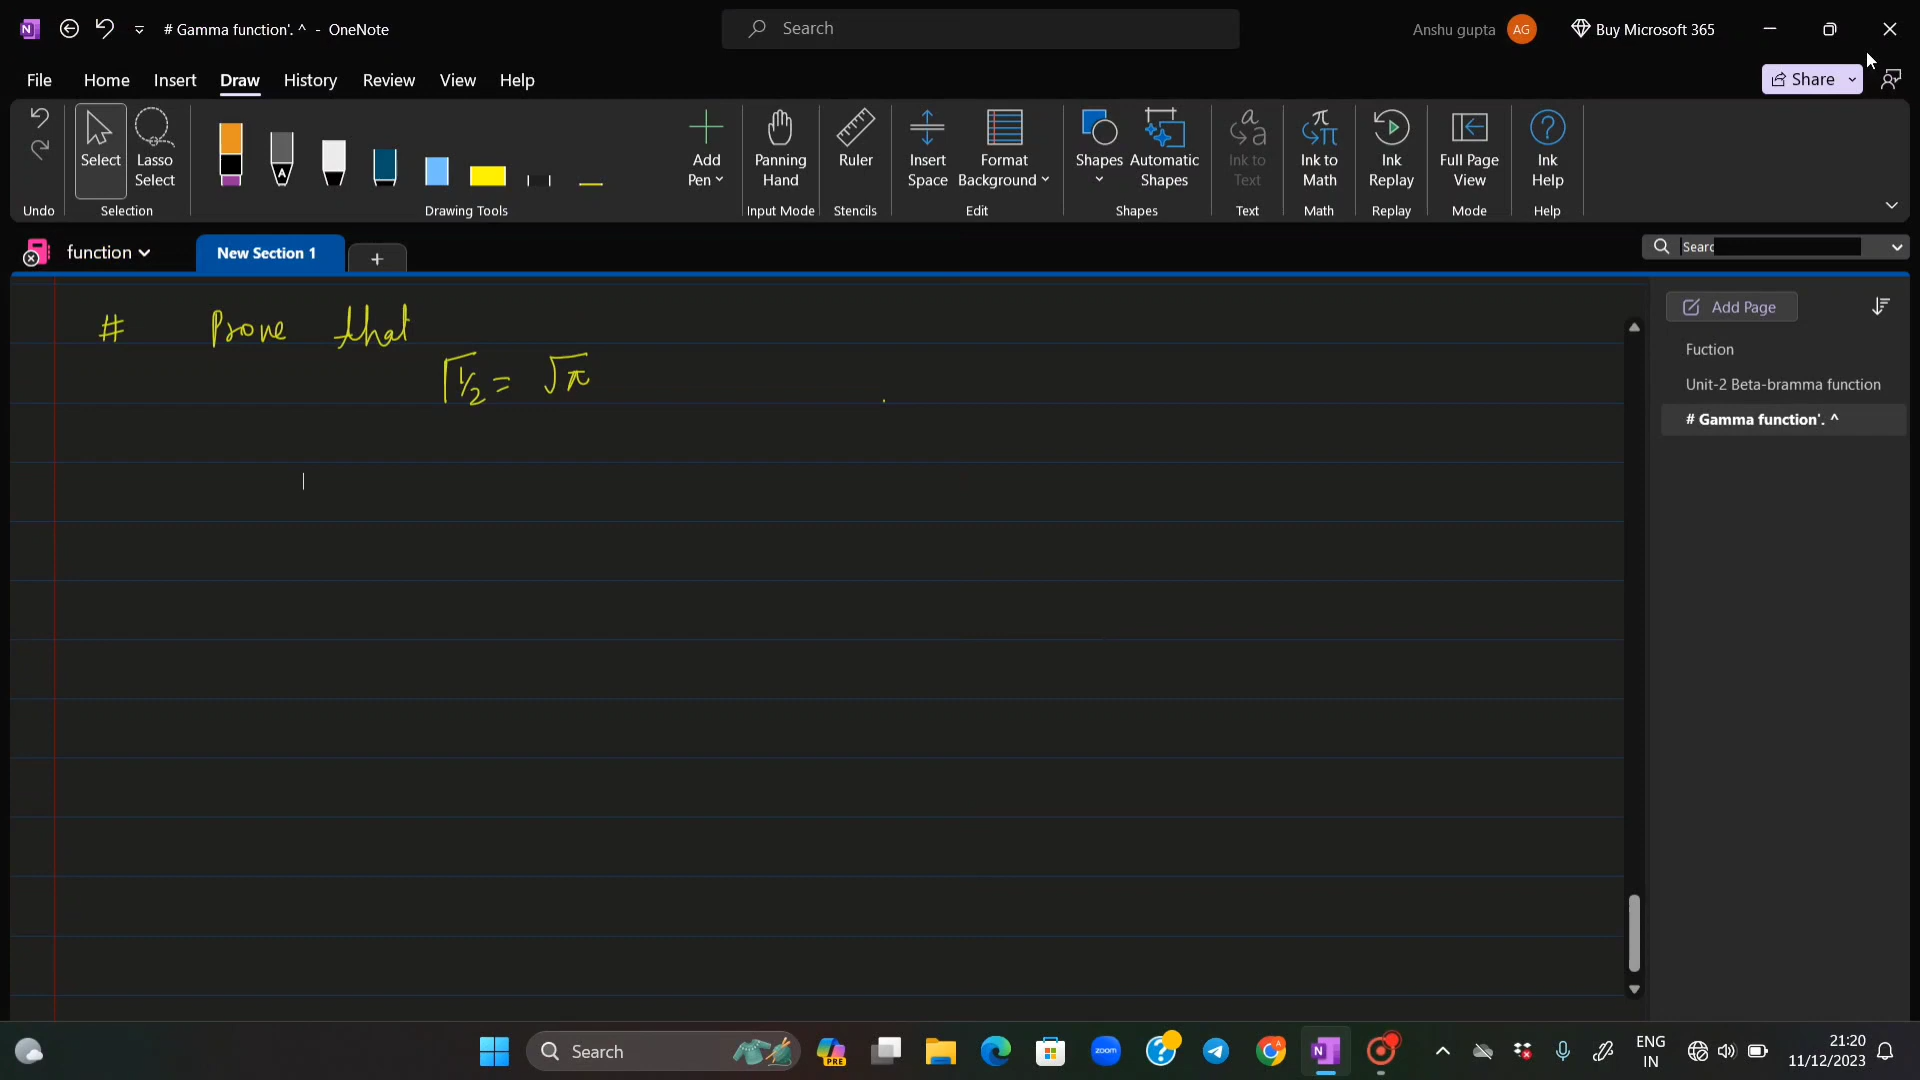 # Gamma function'. ^ - OneNote
Search
Anshu gupta
AG
Buy Microsoft 365
File Home Insert Draw History Review View Help
Share
Select
Lasso Select
Add Pen
Panning Hand
Ruler
Insert Space
Format Background
Shapes
Automatic Shapes
Ink to Text
Ink to Math
Ink Replay
Full Page View
Ink Help
Undo Selection Drawing Tools Input Mode Stencils Edit Shapes Text Math Replay Mode Help
function
New Section 1
+
Searc
# Prove that
Γ1/2 = √π
Add Page
Fuction
Unit-2 Beta-bramma function
# Gamma function'. ^
Search
PRE
zoom
ENG
IN
21:20
11/12/2023